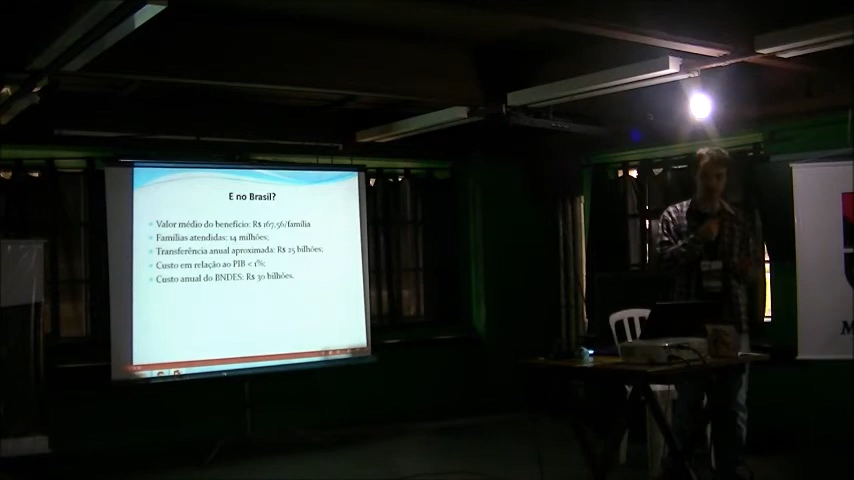 E no Brasil?
Valor médio do benefício: R$ 167,56/família
Famílias atendidas: 14 milhões;
Transferência anual aproximada: R$ 25 bilhões;
Custo em relação ao PIB < 1%;
Custo anual do BNDES: R$ 30 bilhões.
M